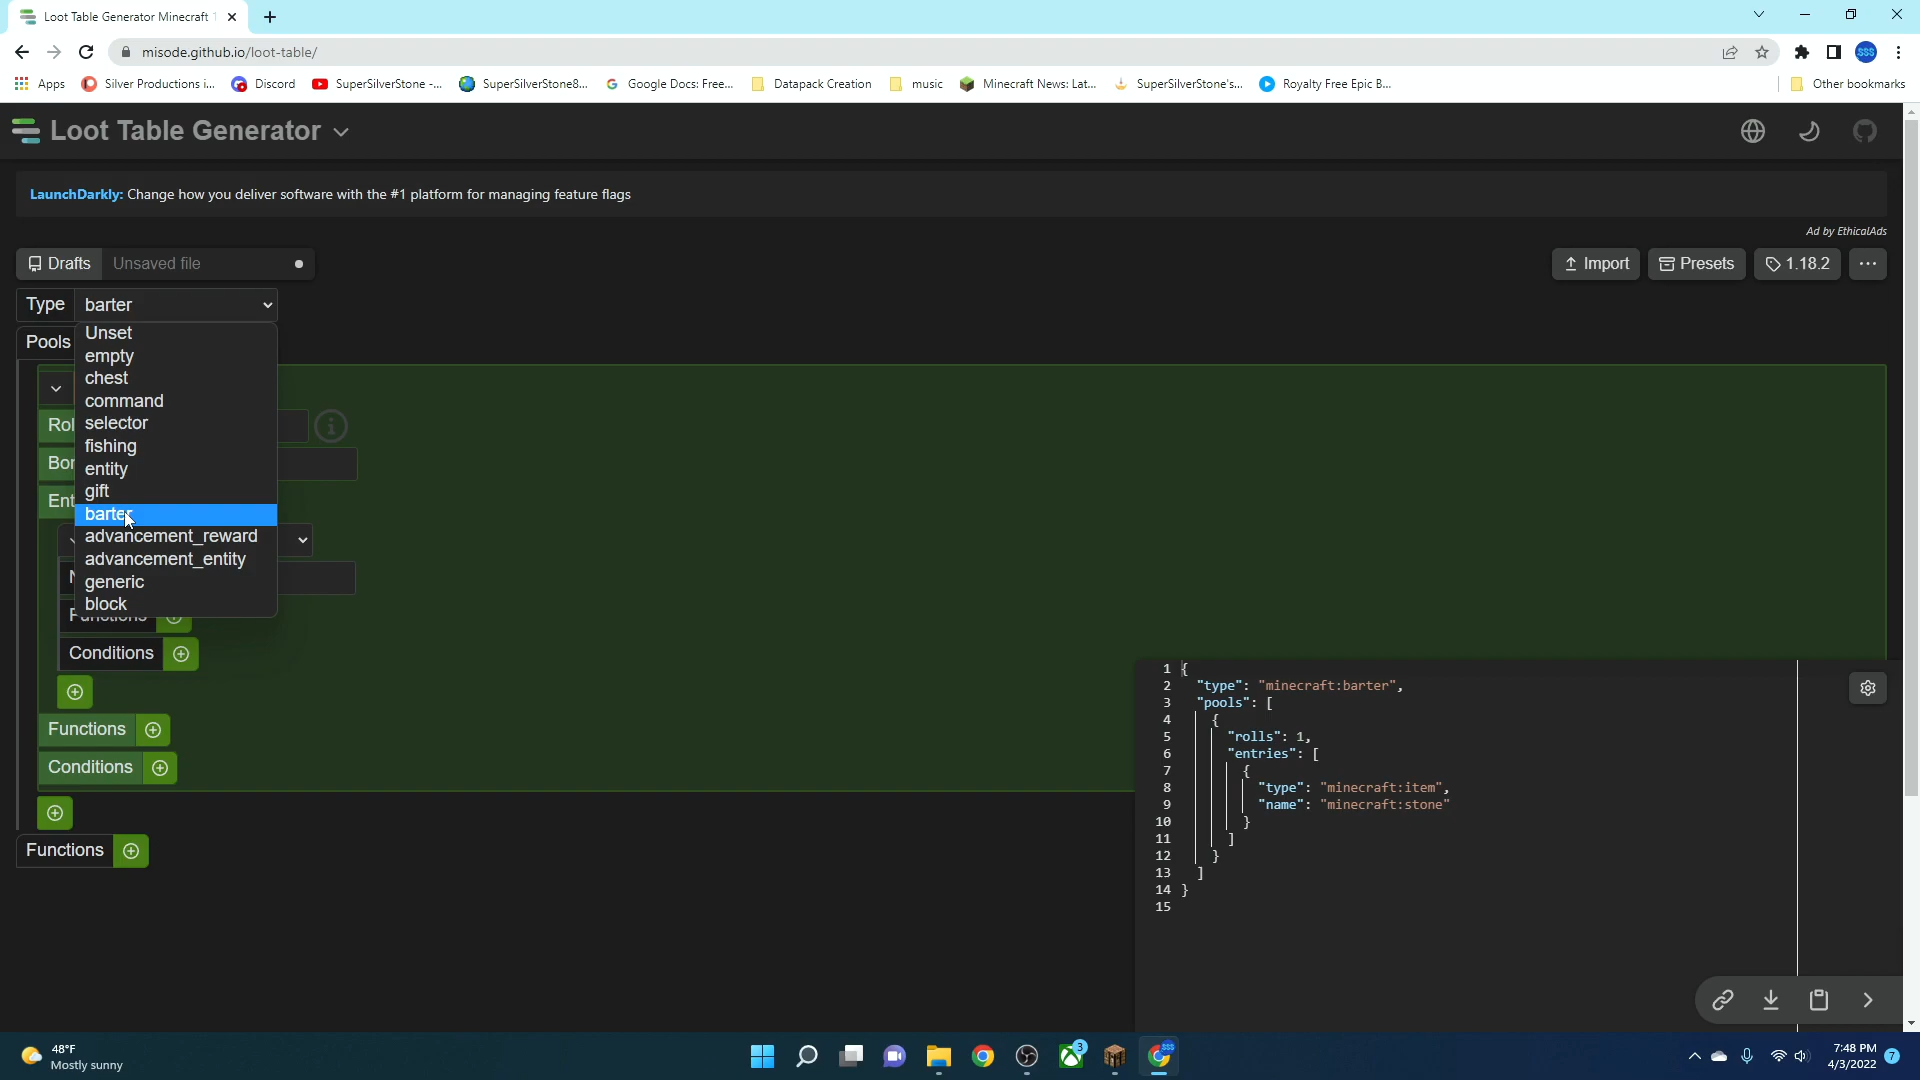 Loot Table Generator Minecraft
misode.github.io/loot-table/
SSS
Apps
Silver Productions i...
Discord
SuperSilverStone -...
SuperSilverStone8...
Google Docs: Free...
Datapack Creation
music
Minecraft News: Lat...
SuperSilverStone's...
Royalty Free Epic B...
Other bookmarks
Loot Table Generator
LaunchDarkly: Change how you deliver software with the #1 platform for managing feature flags
Ad by EthicalAds
Drafts Unsaved file
Import
Presets
1.18.2
Type barter
Pools
Unset
empty
chest
command
selector
fishing
entity
gift
barter
advancement_reward
advancement_entity
generic
block
Functions
Conditions
Functions
Conditions
Functions
1 {
2 "type": "minecraft:barter",
3 "pools": [
4 {
5 "rolls": 1,
6 "entries": [
7 {
8 "type": "minecraft:item",
9 "name": "minecraft:stone"
10 }
11 ]
12 }
13 ]
14 }
15
48°F
Mostly sunny
3
7:48 PM
4/3/2022
7